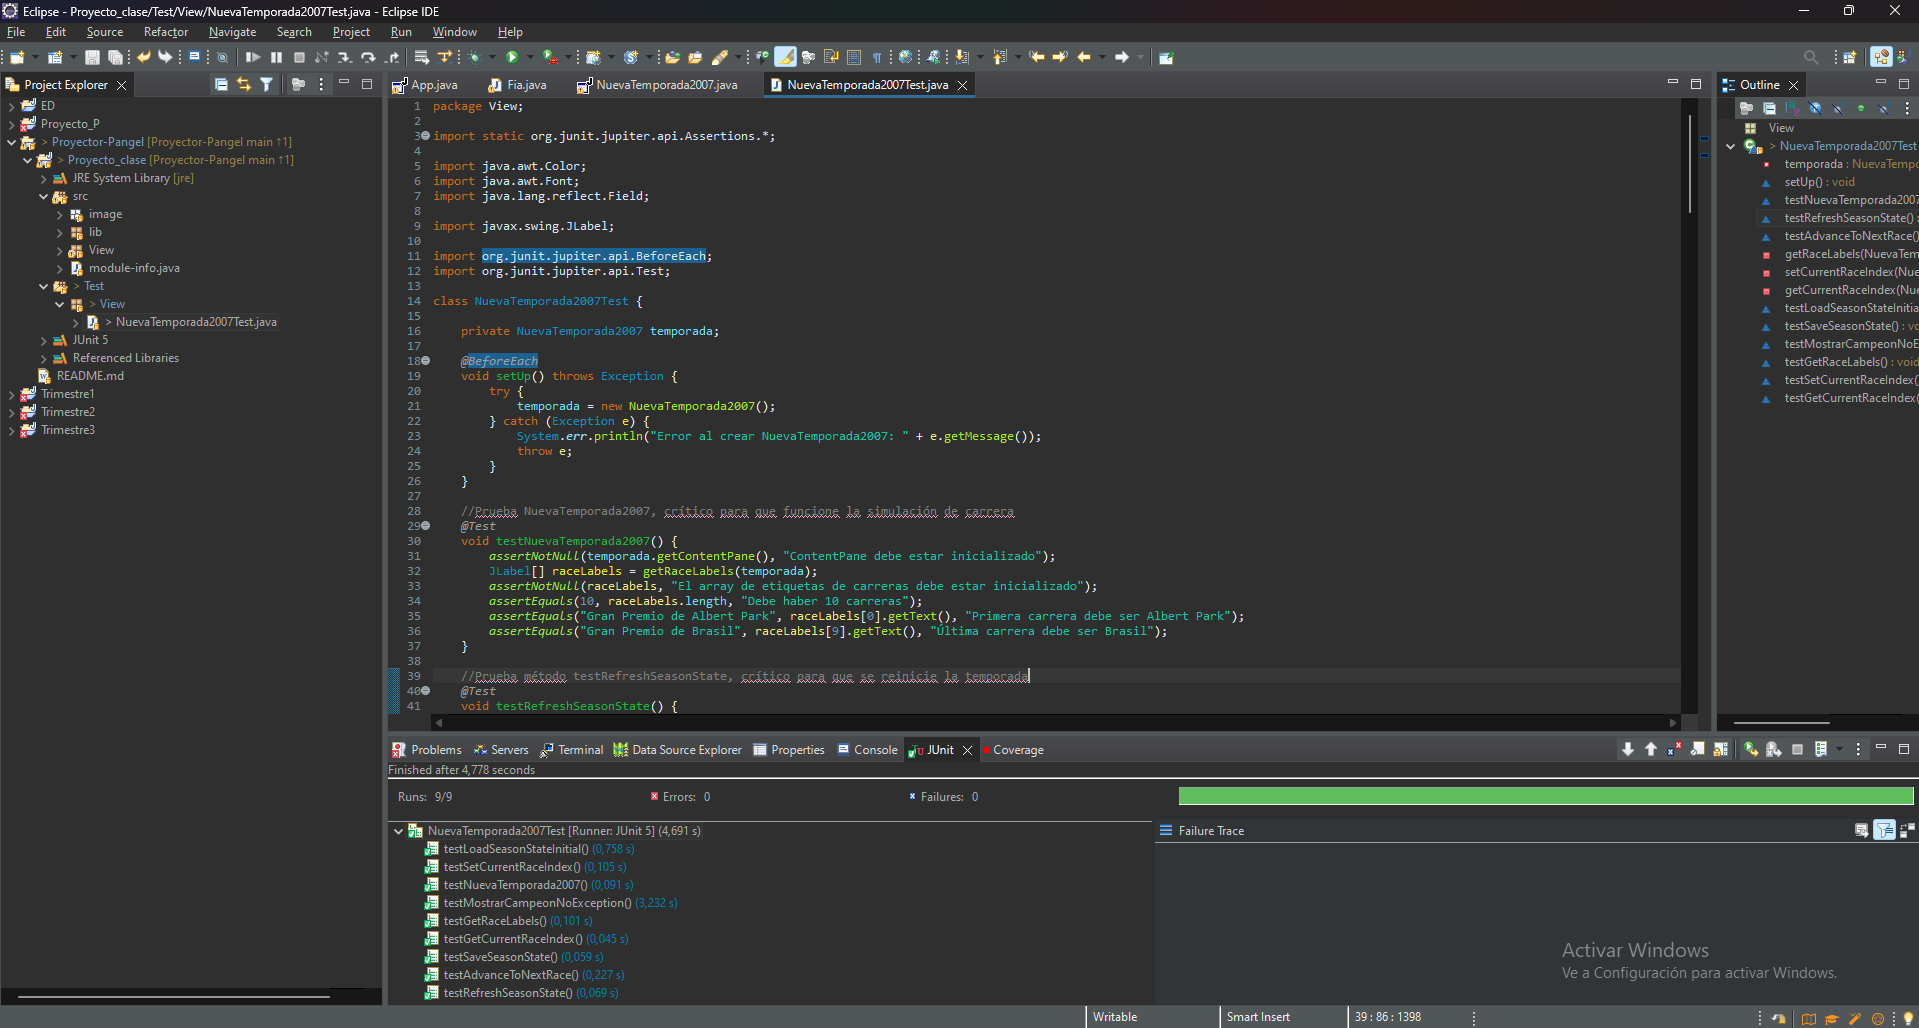 Eclipse - Proyecto_clase/Test/View/NuevaTemporada2007Test.java - Eclipse IDE
File Edit Source Refactor Navigate Search Project Run Window Help
Project Explorer
ED
Proyecto_P
> Proyector-Pangel [Proyector-Pangel main ↑1]
> Proyecto_clase [Proyector-Pangel main ↑1]
JRE System Library [jre]
src
image
lib
View
module-info.java
> Test
> View
> NuevaTemporada2007Test.java
JUnit 5
Referenced Libraries
README.md
Trimestre1
Trimestre2
Trimestre3
App.java Fia.java NuevaTemporada2007.java NuevaTemporada2007Test.java
1 package View;
2
3 import static org.junit.jupiter.api.Assertions.*;
4
5 import java.awt.Color;
6 import java.awt.Font;
7 import java.lang.reflect.Field;
8
9 import javax.swing.JLabel;
10
11 import org.junit.jupiter.api.BeforeEach;
12 import org.junit.jupiter.api.Test;
13
14 class NuevaTemporada2007Test {
15
16 private NuevaTemporada2007 temporada;
17
18 @BeforeEach
19 void setUp() throws Exception {
20 try {
21 temporada = new NuevaTemporada2007();
22 } catch (Exception e) {
23 System.err.println("Error al crear NuevaTemporada2007: " + e.getMessage());
24 throw e;
25 }
26 }
27
28 //Prueba NuevaTemporada2007, crítico para que funcione la simulación de carrera
29 @Test
30 void testNuevaTemporada2007() {
31 assertNotNull(temporada.getContentPane(), "ContentPane debe estar inicializado");
32 JLabel[] raceLabels = getRaceLabels(temporada);
33 assertNotNull(raceLabels, "El array de etiquetas de carreras debe estar inicializado");
34 assertEquals(10, raceLabels.length, "Debe haber 10 carreras");
35 assertEquals("Gran Premio de Albert Park", raceLabels[0].getText(), "Primera carrera debe ser Albert Park");
36 assertEquals("Gran Premio de Brasil", raceLabels[9].getText(), "Última carrera debe ser Brasil");
37 }
38
39 //Prueba método testRefreshSeasonState, crítico para que se reinicie la temporada
40 @Test
41 void testRefreshSeasonState() {
Outline
View
> NuevaTemporada2007Test
temporada : NuevaTempo
setUp() : void
testNuevaTemporada2007
testRefreshSeasonState() :
testAdvanceToNextRace()
getRaceLabels(NuevaTem
setCurrentRaceIndex(Nue
getCurrentRaceIndex(Nue
testLoadSeasonStateInitia
testSaveSeasonState() : vo
testMostrarCampeonNoE
testGetRaceLabels() : void
testSetCurrentRaceIndex(
testGetCurrentRaceIndex(
Problems Servers Terminal Data Source Explorer Properties Console JUnit Coverage
Finished after 4,778 seconds
Runs: 9/9 Errors: 0 Failures: 0
NuevaTemporada2007Test [Runner: JUnit 5] (4,691 s)
testLoadSeasonStateInitial() (0,758 s)
testSetCurrentRaceIndex() (0,105 s)
testNuevaTemporada2007() (0,091 s)
testMostrarCampeonNoException() (3,232 s)
testGetRaceLabels() (0,101 s)
testGetCurrentRaceIndex() (0,045 s)
testSaveSeasonState() (0,059 s)
testAdvanceToNextRace() (0,227 s)
testRefreshSeasonState() (0,069 s)
Failure Trace
Activar Windows
Ve a Configuración para activar Windows.
Writable Smart Insert 39 : 86 : 1398